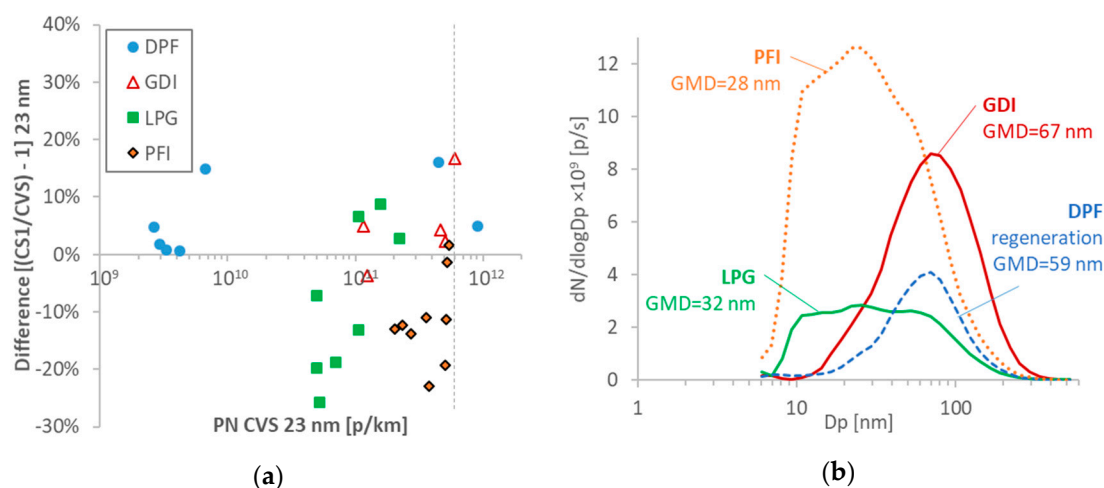 40%
30%
20%
10%
0%
-10%
-20%
-30%
Difference [(CS1/CVS) - 1] 23 nm
DPF
GDI
LPG
PFI
10⁹ 10¹⁰ 10¹¹ 10¹²
PN CVS 23 nm [p/km]
(a)
12
10
8
6
4
2
0
dN/dlogDp ×10⁹ [p/s]
PFI
GMD=28 nm
GDI
GMD=67 nm
DPF
regeneration
GMD=59 nm
LPG
GMD=32 nm
1 10 100
Dp [nm]
(b)